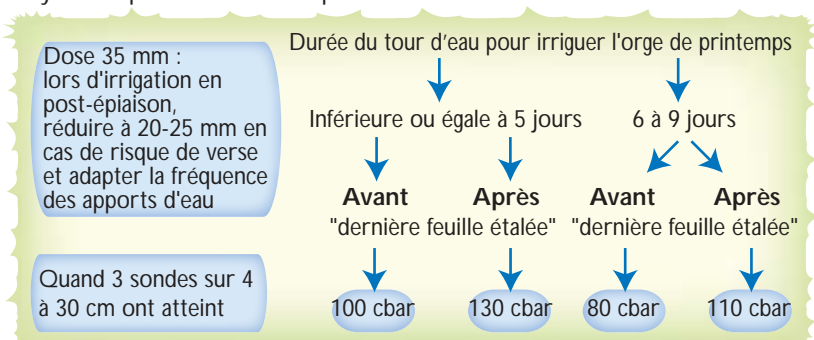 Dose 35 mm :
lors d'irrigation en
post-épiaison,
réduire à 20-25 mm en
cas de risque de verse
et adapter la fréquence
des apports d'eau
Durée du tour d'eau pour irriguer l'orge de printemps
Inférieure ou égale à 5 jours
6 à 9 jours
Avant Après
"dernière feuille étalée"
Avant Après
"dernière feuille étalée"
Quand 3 sondes sur 4
à 30 cm ont atteint
100 cbar
130 cbar
80 cbar
110 cbar